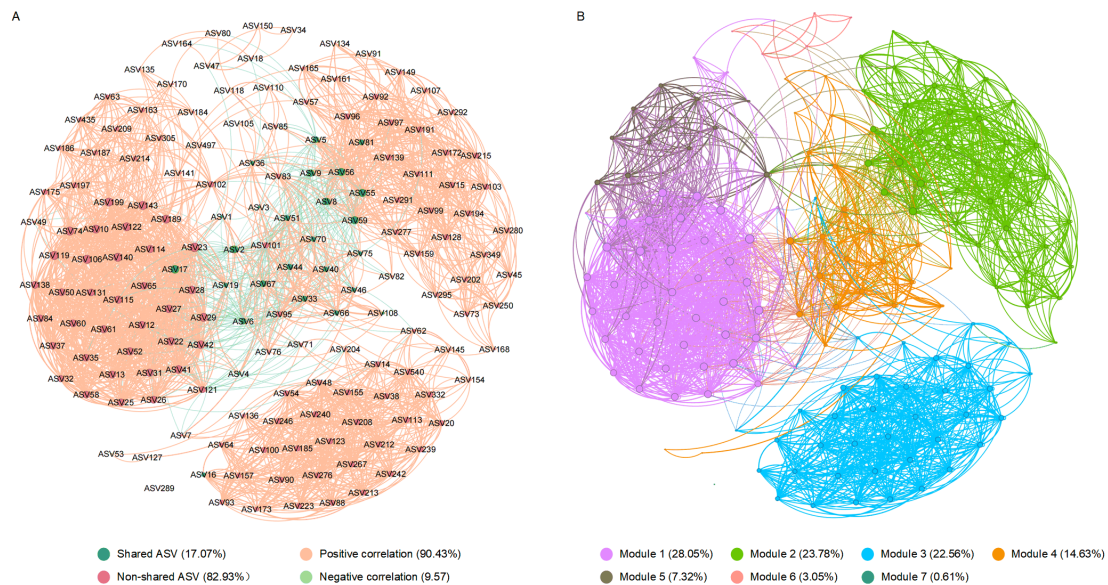 A
B
ASV150
ASV80
ASV34
ASV164
ASV134
ASV18
ASV91
ASV47
ASV135
ASV165
ASV149
ASV161
ASV170
ASV118
ASV110
ASV107
ASV63
ASV92
ASV57
ASV163
ASV184
ASV292
ASV435
ASV96
ASV97
ASV105
ASV85
ASV209
ASV191
ASV305
ASV5
ASV81
ASV186
ASV497
ASV187
ASV172
ASV215
ASV214
ASV139
ASV36
ASV141
ASV9
ASV56
ASV83
ASV111
ASV197
ASV102
ASV15
ASV103
ASV175
ASV55
ASV199
ASV143
ASV8
ASV291
ASV3
ASV99
ASV194
ASV49
ASV1
ASV51
ASV59
ASV189
ASV74
ASV10
ASV122
ASV277
ASV280
ASV70
ASV128
ASV23
ASV101
ASV2
ASV114
ASV119
ASV106
ASV140
ASV75
ASV159
ASV349
ASV17
ASV44
ASV40
ASV45
ASV82
ASV202
ASV138
ASV50
ASV131
ASV65
ASV28
ASV19
ASV67
ASV46
ASV295
ASV115
ASV33
ASV250
ASV27
ASV66
ASV108
ASV73
ASV84
ASV60
ASV61
ASV12
ASV29
ASV6
ASV95
ASV62
ASV37
ASV22
ASV42
ASV71
ASV204
ASV145
ASV168
ASV35
ASV52
ASV76
ASV14
ASV32
ASV13
ASV31
ASV41
ASV4
ASV540
ASV154
ASV58
ASV25
ASV26
ASV121
ASV48
ASV54
ASV155
ASV38
ASV332
ASV136
ASV246
ASV240
ASV208
ASV113
ASV20
ASV7
ASV64
ASV123
ASV212
ASV53
ASV127
ASV100
ASV185
ASV239
ASV267
ASV289
ASV16
ASV157
ASV90
ASV276
ASV242
ASV213
ASV93
ASV173
ASV223
ASV88
Shared ASV (17.07%)
Positive correlation (90.43%)
Non-shared ASV (82.93%)
Negative correlation (9.57)
Module 1 (28.05%)
Module 2 (23.78%)
Module 3 (22.56%)
Module 4 (14.63%)
Module 5 (7.32%)
Module 6 (3.05%)
Module 7 (0.61%)